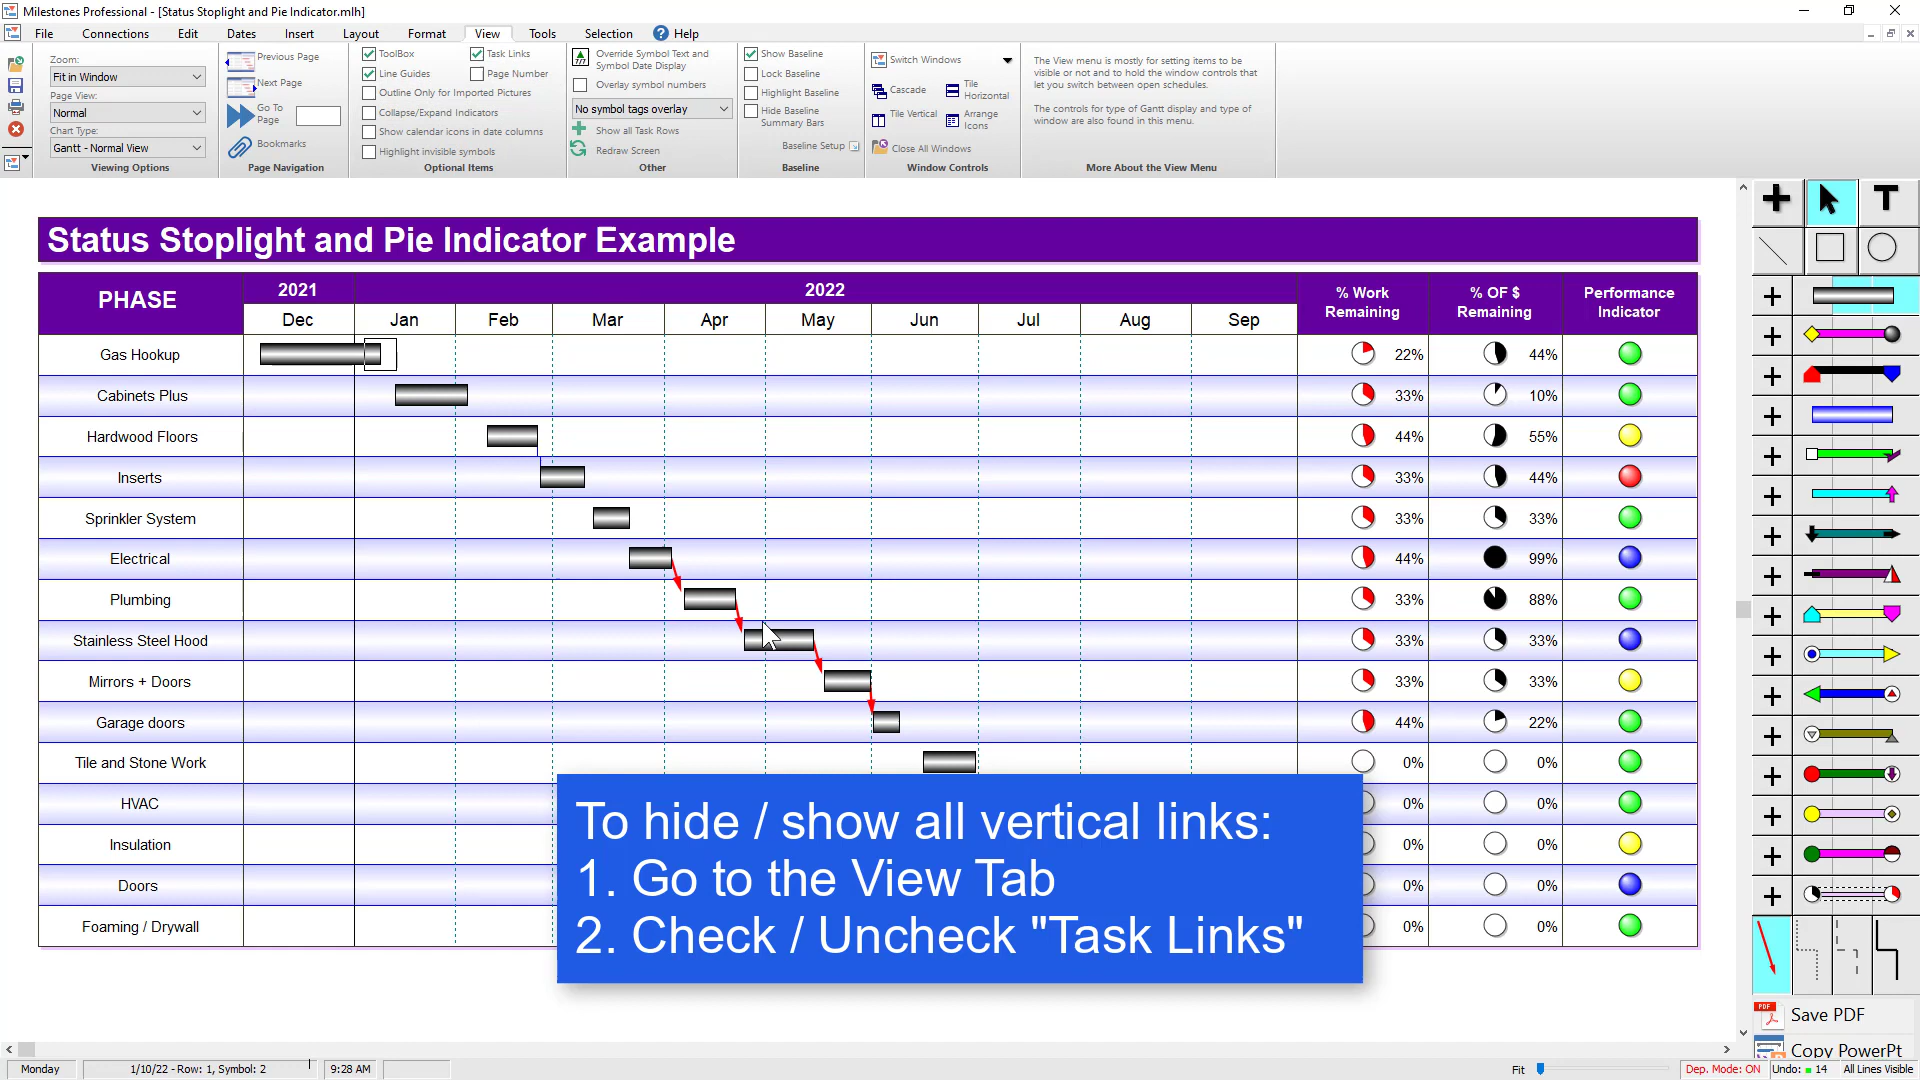 Milestones Professional - [Status Stoplight and Pie Indicator.mlh]
File Connections Edit Dates Insert Layout Format View Tools Selection Help
Zoom:
Fit in Window
Page View:
Normal
Chart Type:
Gantt - Normal View
Viewing Options
Previous Page
Next Page
Go To
Page
Bookmarks
Page Navigation
ToolBox
Line Guides
Outline Only for Imported Pictures
Collapse/Expand Indicators
Show calendar icons in date columns
Highlight invisible symbols
Task Links
Page Number
Optional Items
Override Symbol Text and
Symbol Date Display
Overlay symbol numbers
No symbol tags overlay
Show all Task Rows
Redraw Screen
Other
Show Baseline
Lock Baseline
Highlight Baseline
Hide Baseline
Summary Bars
Baseline Setup
Baseline
Switch Windows
Cascade
Tile
Horizontal
Tile Vertical
Arrange
Icons
Close All Windows
Window Controls
The View menu is mostly for setting items to be
visible or not and to hold the window controls that
let you switch between open schedules.
The controls for type of Gantt display and type of
window are also found in this menu.
More About the View Menu
Status Stoplight and Pie Indicator Example
PHASE
2021 2022
Dec Jan Feb Mar Apr May Jun Jul Aug Sep
% Work
Remaining
% OF $
Remaining
Performance
Indicator
Gas Hookup 22% 44%
Cabinets Plus 33% 10%
Hardwood Floors 44% 55%
Inserts 33% 44%
Sprinkler System 33% 33%
Electrical 44% 99%
Plumbing 33% 88%
Stainless Steel Hood 33% 33%
Mirrors + Doors 33% 33%
Garage doors 44% 22%
Tile and Stone Work 0% 0%
HVAC 0% 0%
Insulation 0% 0%
Doors 0% 0%
Foaming / Drywall 0% 0%
To hide / show all vertical links:
1. Go to the View Tab
2. Check / Uncheck "Task Links"
T
PDF
Save PDF
Copy PowerPt
Monday 1/10/22 - Row: 1, Symbol: 2 9:28 AM Fit Dep. Mode: ON Undo: 14 All Lines Visible